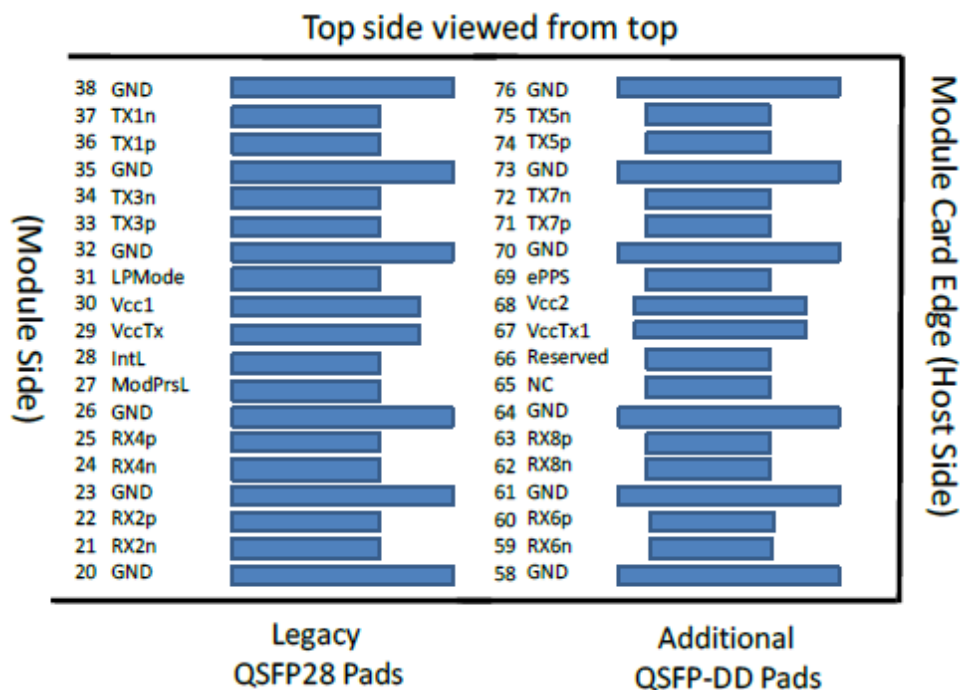 Top side viewed from top
(Module Side)
38 GND
37 TX1n
36 TX1p
35 GND
34 TX3n
33 TX3p
32 GND
31 LPMode
30 Vcc1
29 VccTx
28 IntL
27 ModPrsL
26 GND
25 RX4p
24 RX4n
23 GND
22 RX2p
21 RX2n
20 GND
76 GND
75 TX5n
74 TX5p
73 GND
72 TX7n
71 TX7p
70 GND
69 ePPS
68 Vcc2
67 VccTx1
66 Reserved
65 NC
64 GND
63 RX8p
62 RX8n
61 GND
60 RX6p
59 RX6n
58 GND
Module Card Edge (Host Side)
Legacy
QSFP28 Pads
Additional
QSFP-DD Pads